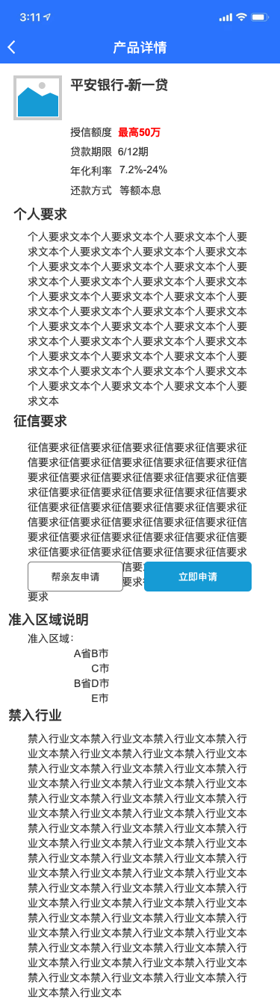 3:11
产品详情
平安银行-新一贷
授信额度 最高50万
贷款期限 6/12期
年化利率 7.2%-24%
还款方式 等额本息
个人要求
个人要求文本个人要求文本个人要求文本个人要
求文本个人要求文本个人要求文本个人要求文本
个人要求文本个人要求文本个人要求文本个人要
求文本个人要求文本个人要求文本个人要求文本
个人要求文本个人要求文本个人要求文本个人要
求文本个人要求文本个人要求文本个人要求文本
个人要求文本个人要求文本个人要求文本个人要
求文本个人要求文本个人要求文本个人要求文本
个人要求文本个人要求文本个人要求文本个人要
求文本个人要求文本个人要求文本个人要求文本
个人要求文本个人要求文本个人要求文本个人要
求文本
征信要求
征信要求征信要求征信要求征信要求征信要求征
信要求征信要求征信要求征信要求征信要求征信
要求征信要求征信要求征信要求征信要求征信要
求征信要求征信要求征信要求征信要求征信要求
征信要求征信要求征信要求征信要求征信要求征
信要求征信要求征信要求征信要求征信要求征信
要求征信要求征信要求征信要求征信要求征信要
求征信要求征信要求征信要求征信要求征信要求
信要
帮亲友申请 立即申请
要求
要求
准入区域说明
准入区域：
A省B市
C市
B省D市
E市
禁入行业
禁入行业文本禁入行业文本禁入行业文本禁入行
业文本禁入行业文本禁入行业文本禁入行业文本
禁入行业文本禁入行业文本禁入行业文本禁入行
业文本禁入行业文本禁入行业文本禁入行业文本
禁入行业文本禁入行业文本禁入行业文本禁入行
业文本禁入行业文本禁入行业文本禁入行业文本
禁入行业文本禁入行业文本禁入行业文本禁入行
业文本禁入行业文本禁入行业文本禁入行业文本
禁入行业文本禁入行业文本禁入行业文本禁入行
业文本禁入行业文本禁入行业文本禁入行业文本
禁入行业文本禁入行业文本禁入行业文本禁入行
业文本禁入行业文本禁入行业文本禁入行业文本
禁入行业文本禁入行业文本禁入行业文本禁入行
业文本禁入行业文本禁入行业文本禁入行业文本
禁入行业文本禁入行业文本禁入行业文本禁入行
业文本禁入行业文本禁入行业文本禁入行业文本
禁入行业文本禁入行业文本禁入行业文本禁入行
业文本禁入行业文本